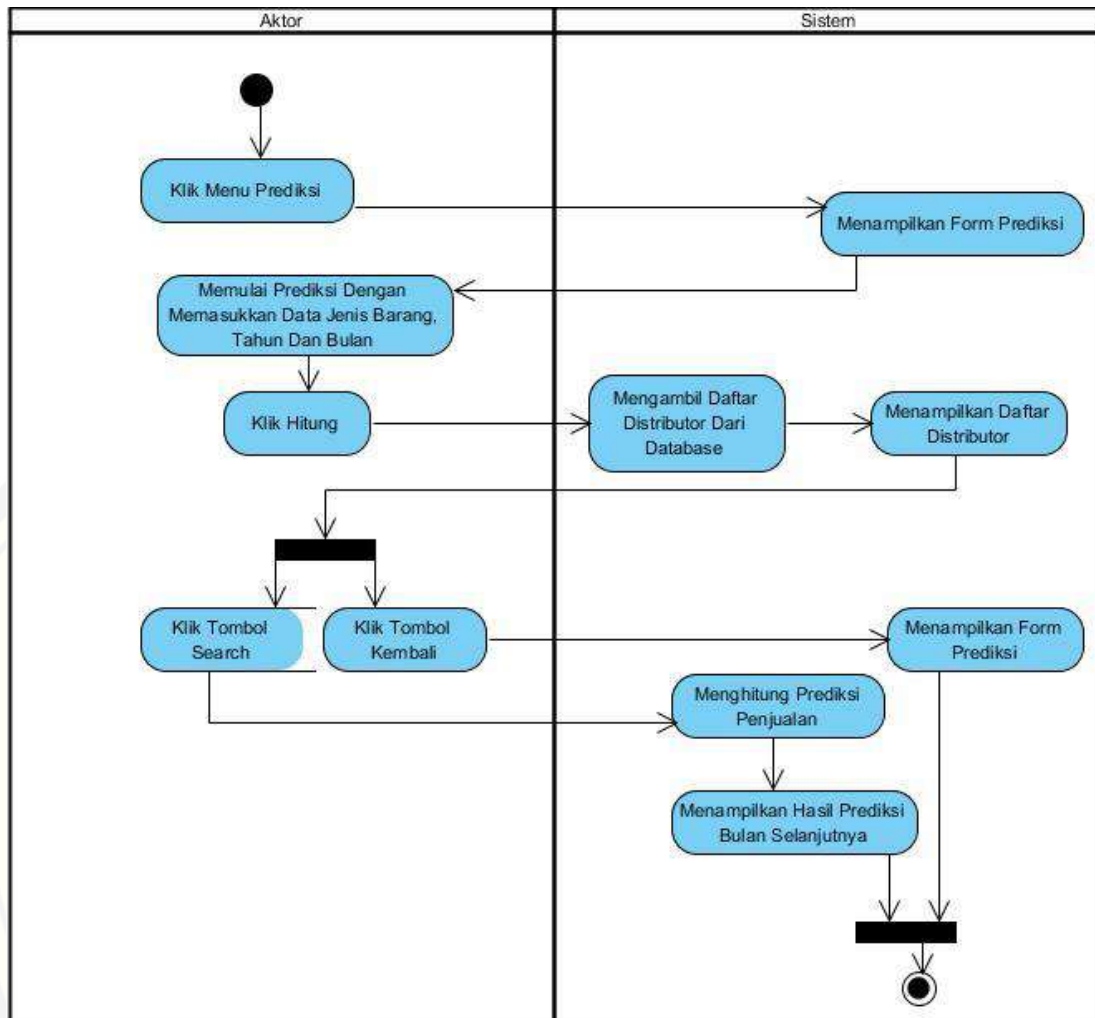 Aktor
Sistem
Klik Menu Prediksi
Menampilkan Form Prediksi
Memulai Prediksi Dengan
Memasukkan Data Jenis Barang,
Tahun Dan Bulan
Klik Hitung
Mengambil Daftar
Distributor Dari
Database
Menampilkan Daftar
Distributor
Klik Tombol
Search
Klik Tombol
Kembali
Menampilkan Form
Prediksi
Menghitung Prediksi
Penjualan
Menampilkan Hasil Prediksi
Bulan Selanjutnya